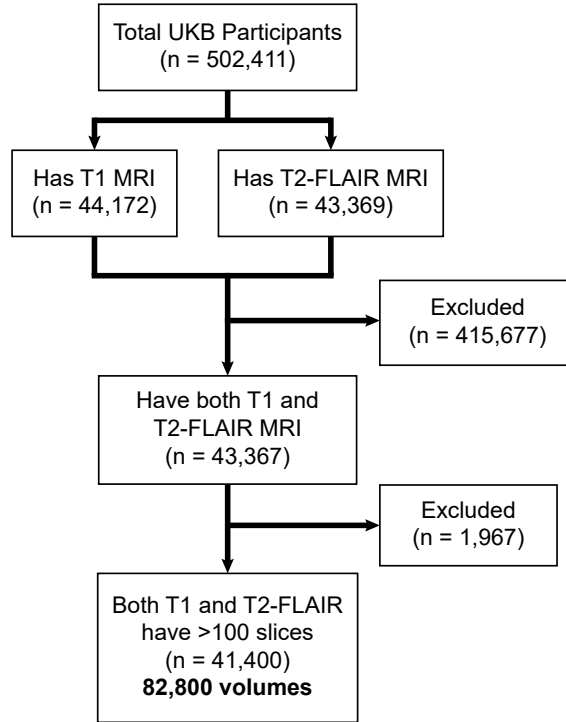 Total UKB Participants
(n = 502,411)
Has T1 MRI
(n = 44,172)
Has T2-FLAIR MRI
(n = 43,369)
Excluded
(n = 415,677)
Have both T1 and
T2-FLAIR MRI
(n = 43,367)
Excluded
(n = 1,967)
Both T1 and T2-FLAIR
have >100 slices
(n = 41,400)
82,800 volumes